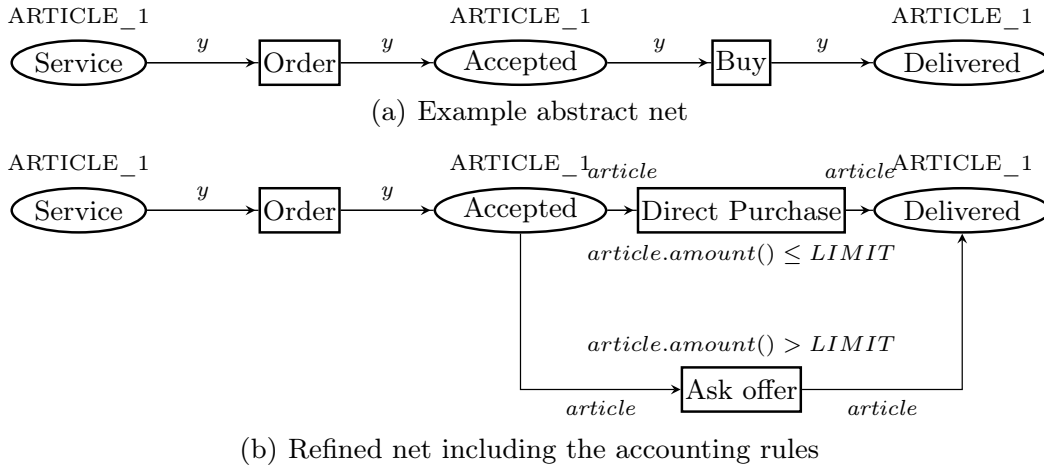 ARTICLE_1 ARTICLE_1 ARTICLE_1
y y y y
Service Order Accepted Buy Delivered
(a) Example abstract net
ARTICLE_1 ARTICLE_1 article article ARTICLE_1
y y
Service Order Accepted Direct Purchase Delivered
article.amount() ≤ LIMIT
article.amount() > LIMIT
Ask offer
article article
(b) Refined net including the accounting rules